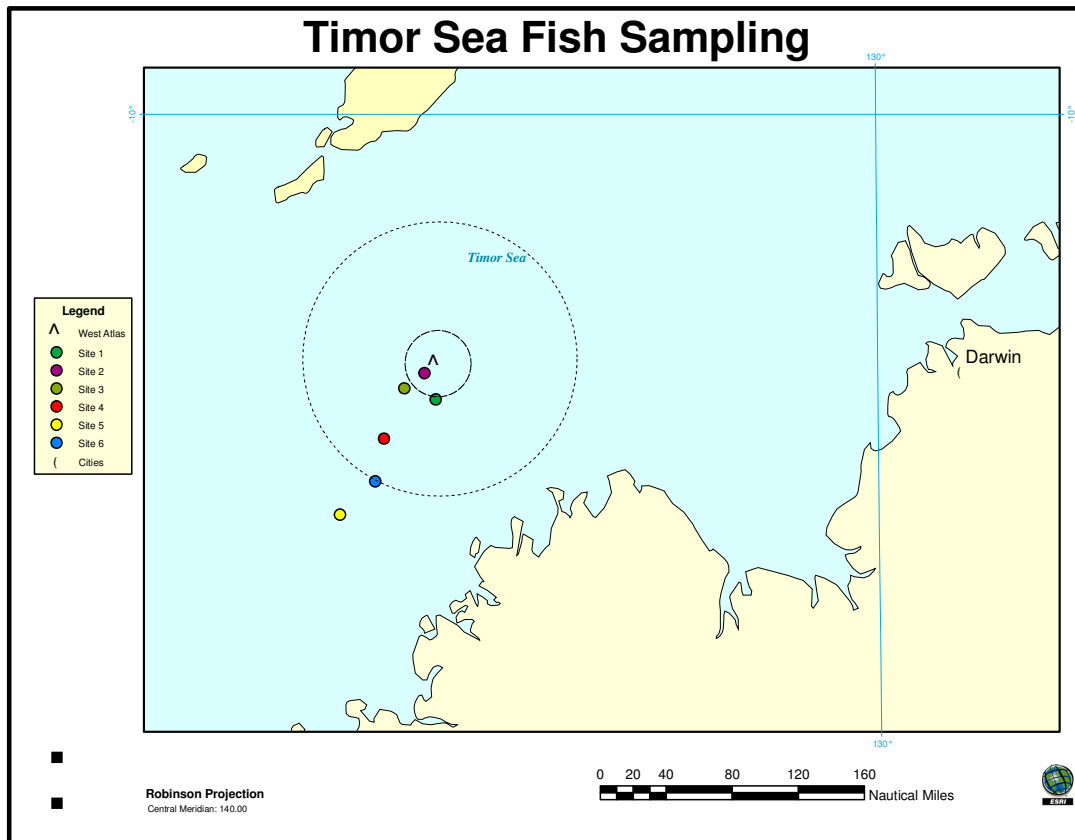 Timor Sea Fish Sampling
130°
-10°
-10°
Timor Sea
Legend
West Atlas
Site 1
Site 2
Site 3
Site 4
Site 5
Site 6
Cities
Darwin
130°
0 20 40 80 120 160
Nautical Miles
Robinson Projection
Central Meridian: 140.00
ESRI